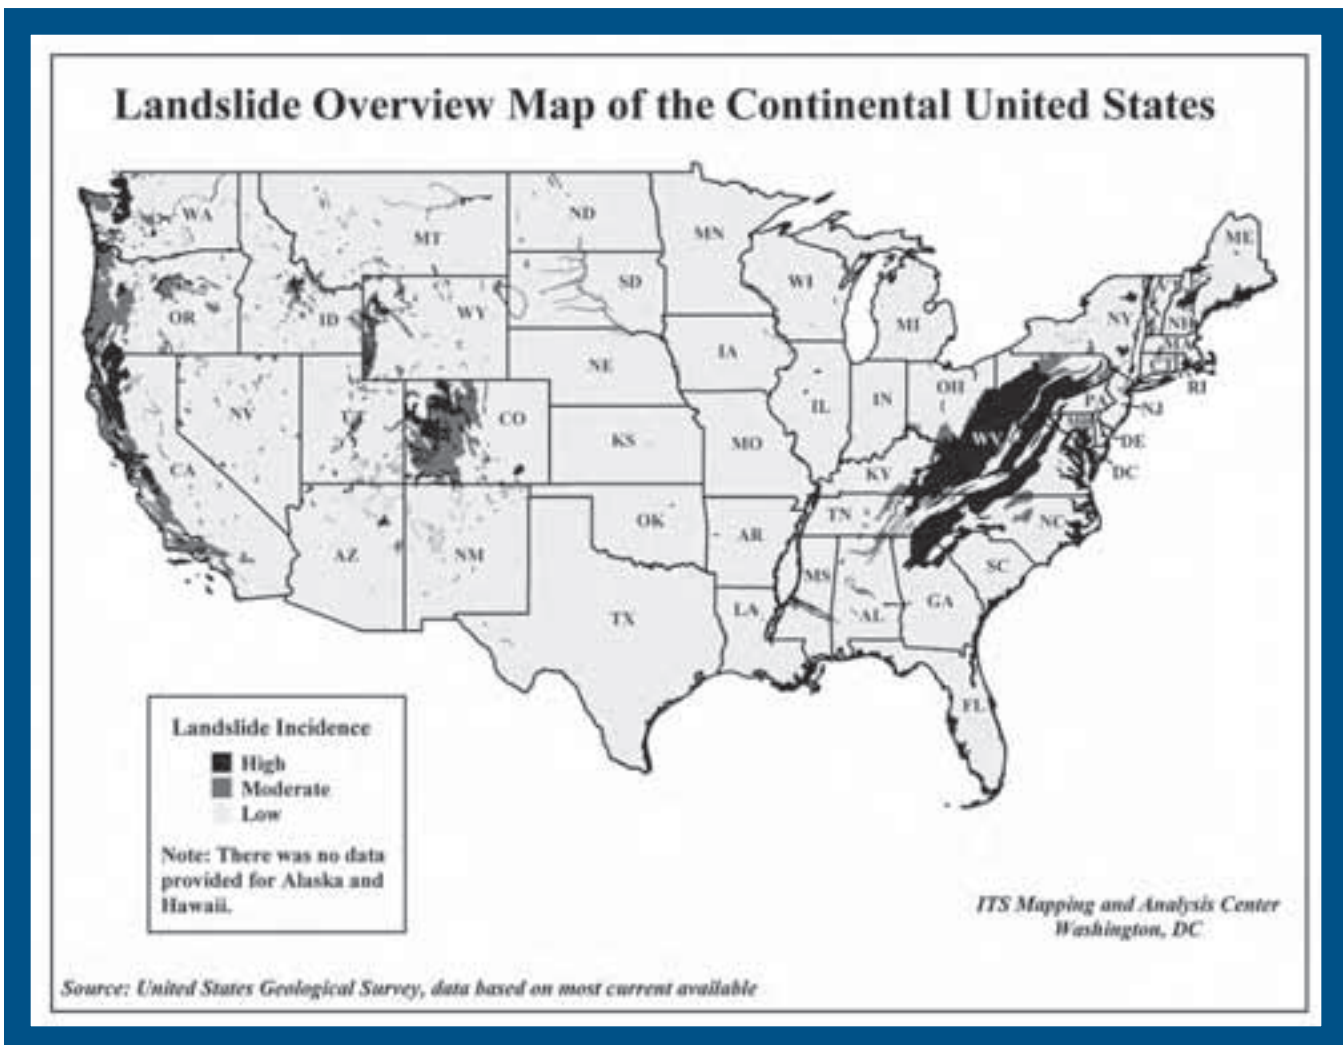 Landslide Overview Map of the Continental United States
WA
MT
ND
MN
ME
SD
WI
VT
OR
ID
WY
MI
NY
NH
MA
IA
NE
CT
RI
OH
PA
NJ
NV
UT
CO
IL
IN
KS
MO
WV
DE
DC
CA
KY
OK
TN
NC
AZ
NM
AR
SC
MS
GA
TX
LA
AL
FL
Landslide Incidence
High
Moderate
Low
Note: There was no data
provided for Alaska and
Hawaii.
ITS Mapping and Analysis Center
Washington, DC
Source: United States Geological Survey, data based on most current available